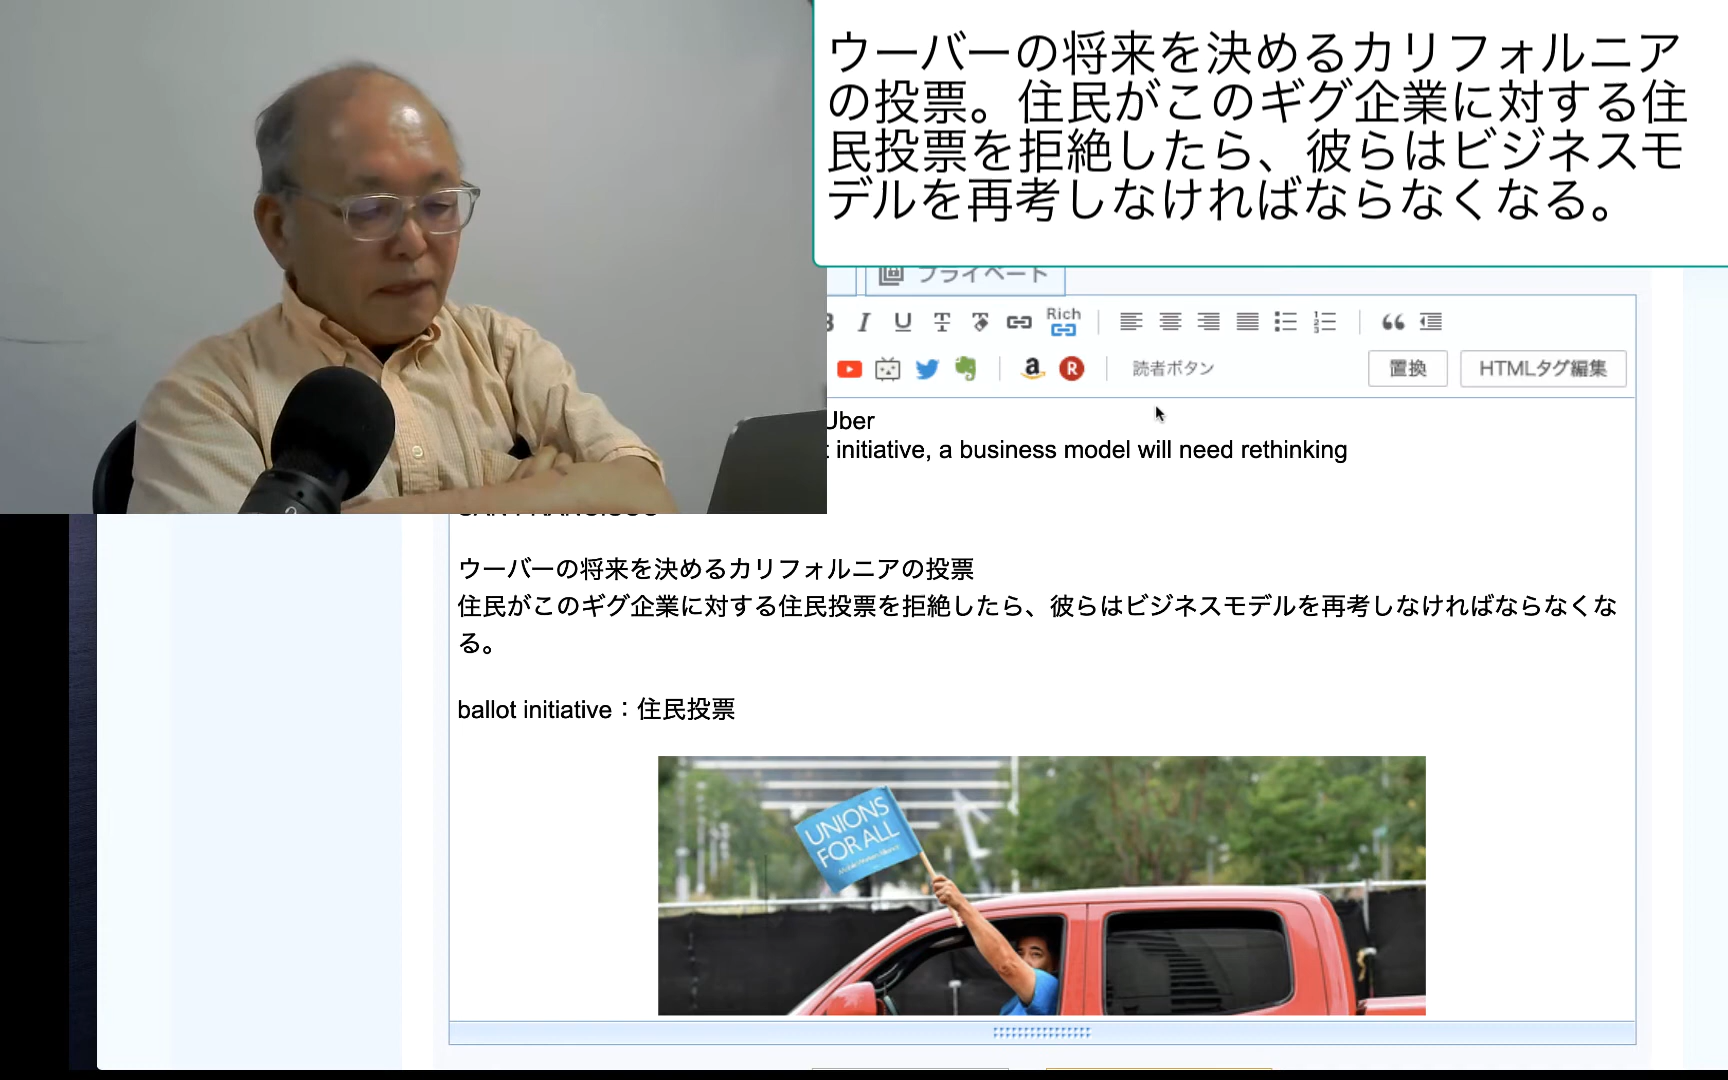 ウーバーの将来を決めるカリフォルニア
の投票。住民がこのギグ企業に対する住
民投票を拒絶したら、彼らはビジネスモ
デルを再考しなければならなくなる。
プライベート
Rich
読者ボタン
置換
HTMLタグ編集
Uber
initiative, a business model will need rethinking
SAN FRANCISCO
ウーバーの将来を決めるカリフォルニアの投票
住民がこのギグ企業に対する住民投票を拒絶したら、彼らはビジネスモデルを再考しなければならなくな
る。
ballot initiative：住民投票
UNIONS
FOR ALL